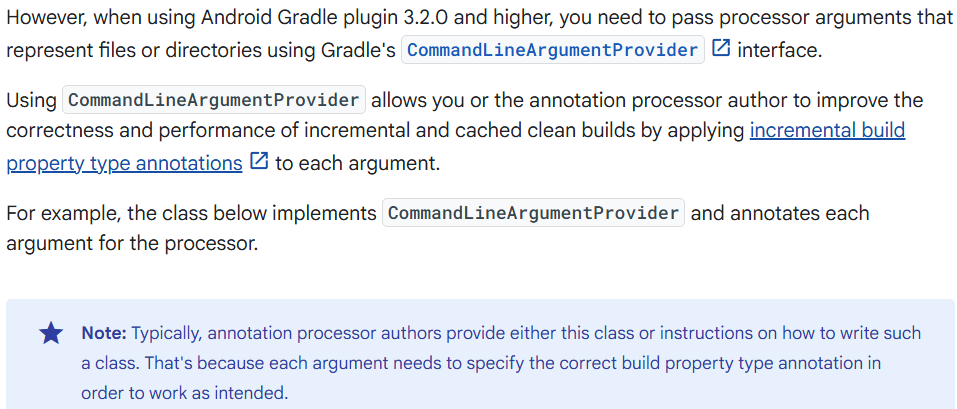 However, when using Android Gradle plugin 3.2.0 and higher, you need to pass processor arguments that
represent files or directories using Gradle's CommandLineArgumentProvider interface.
Using CommandLineArgumentProvider allows you or the annotation processor author to improve the
correctness and performance of incremental and cached clean builds by applying incremental build
property type annotations to each argument.
For example, the class below implements CommandLineArgumentProvider and annotates each
argument for the processor.
Note: Typically, annotation processor authors provide either this class or instructions on how to write such
a class. That's because each argument needs to specify the correct build property type annotation in
order to work as intended.